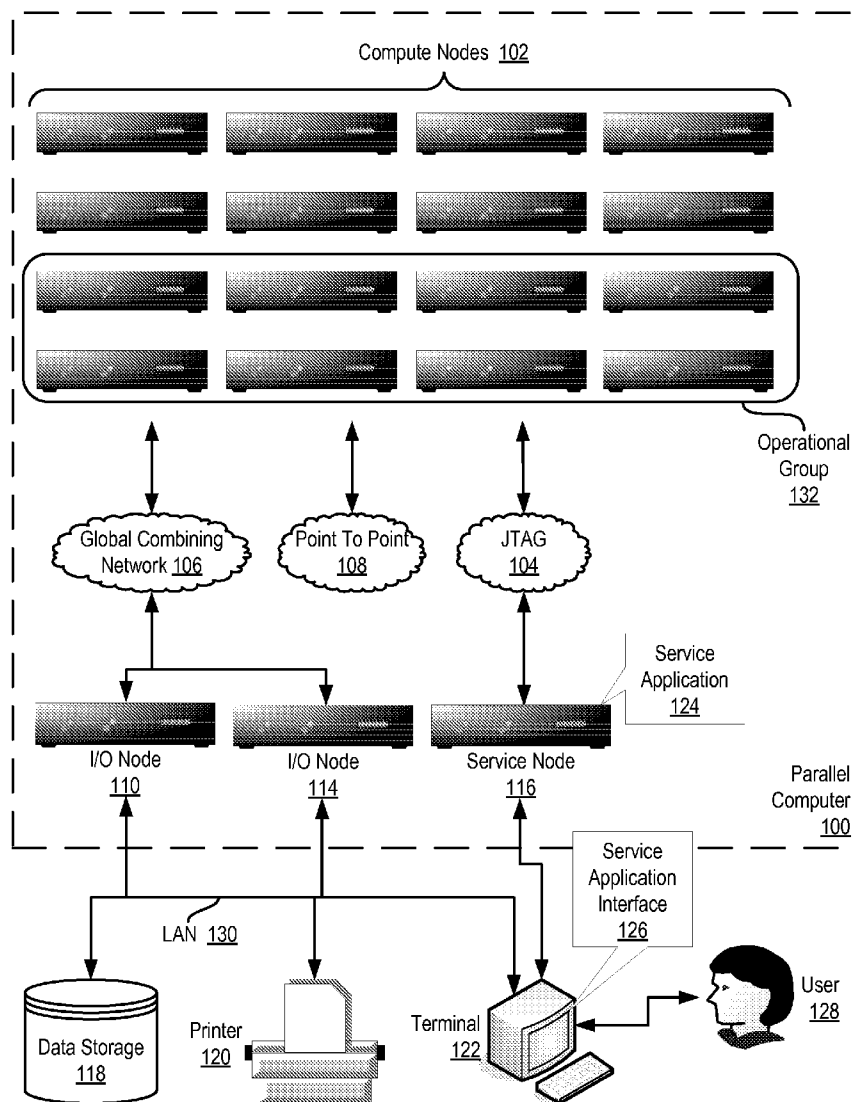 Compute Nodes 102
Operational
Group
132
Global Combining
Network 106
Point To Point
108
JTAG
104
Service
Application
124
I/O Node
110
I/O Node
114
Service Node
116
Parallel
Computer
100
Service
Application
Interface
126
LAN 130
Data Storage
118
Printer
120
Terminal
122
User
128